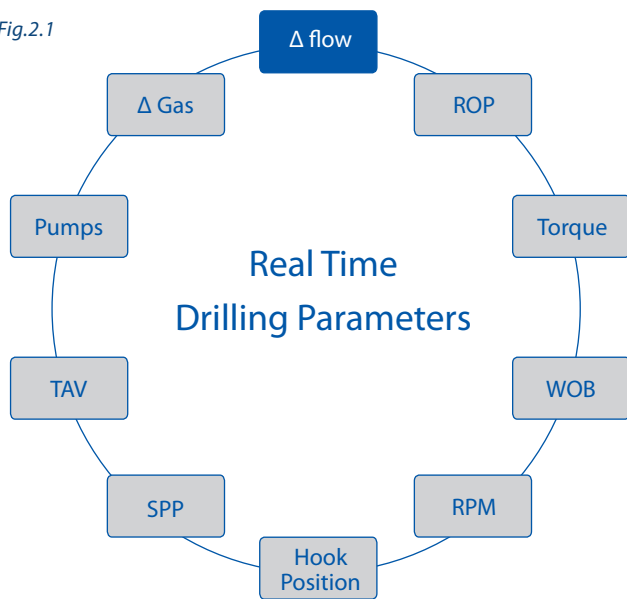 Fig.2.1
Δ flow
Δ Gas
ROP
Pumps
Torque
Real Time
Drilling Parameters
TAV
WOB
SPP
RPM
Hook
Position